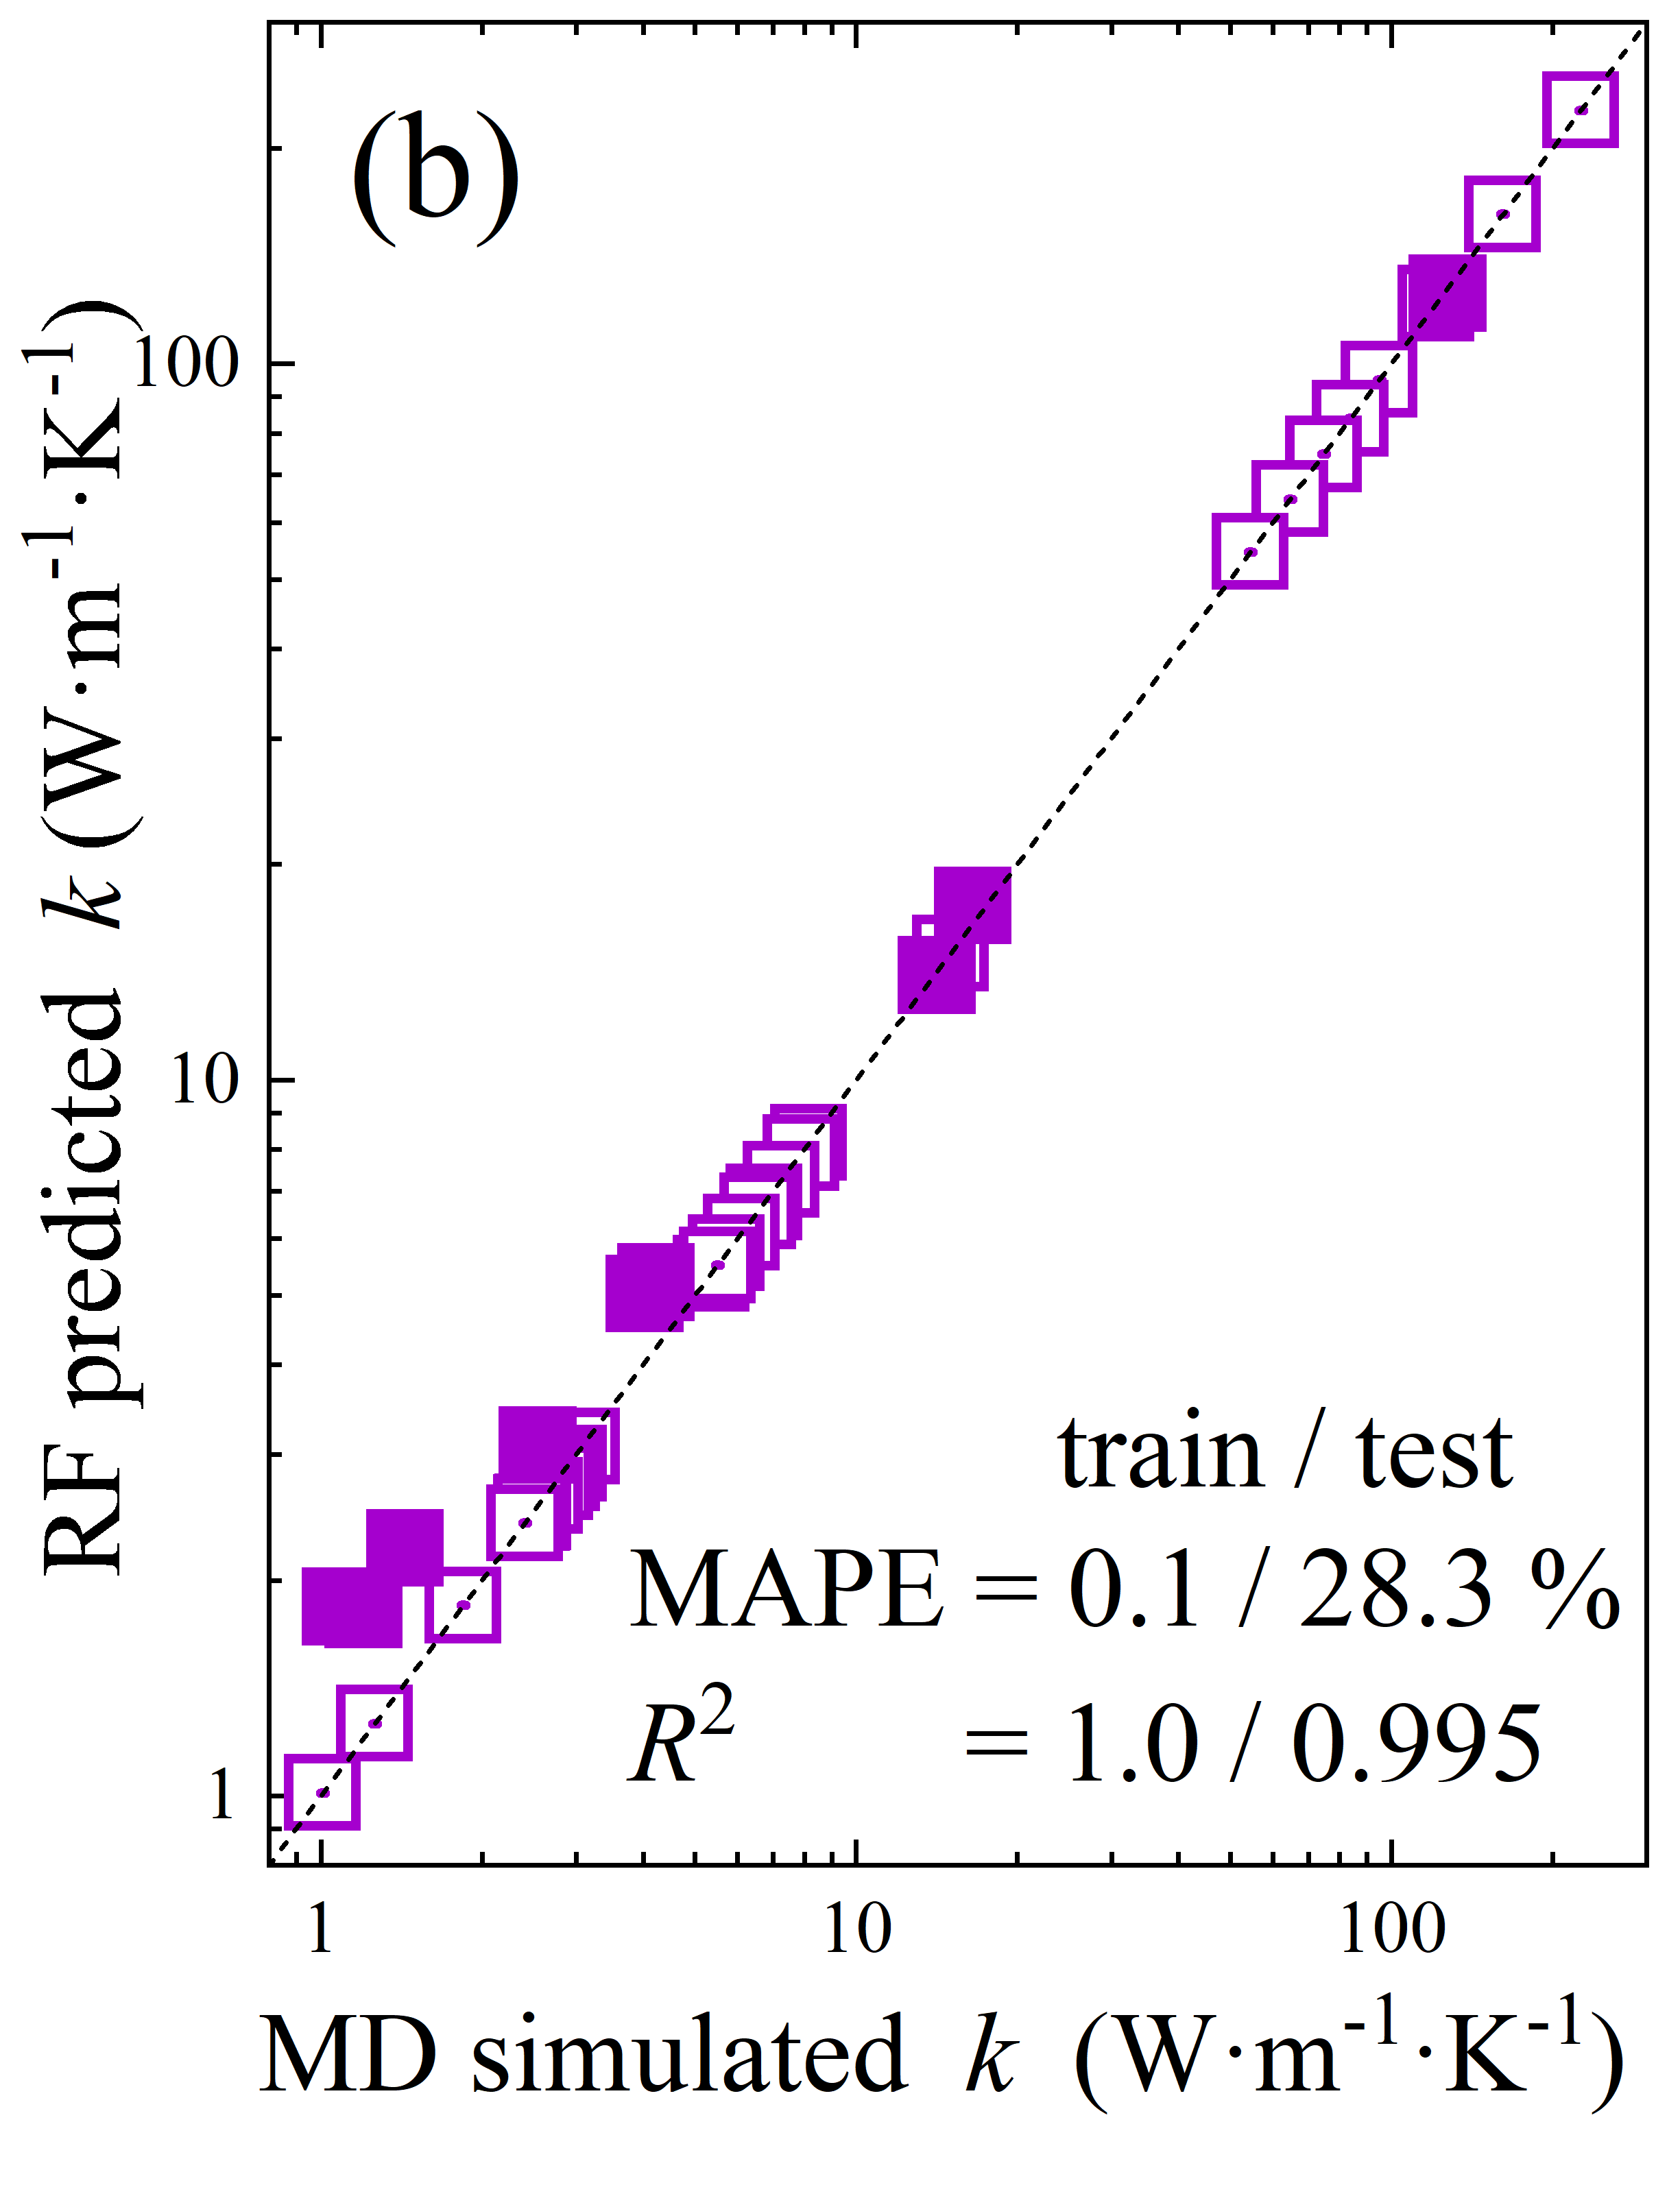 (b)
RF predicted k (W·m⁻¹·K⁻¹)
100
10
1
train / test
MAPE = 0.1 / 28.3 %
R² = 1.0 / 0.995
1 10 100
MD simulated k (W·m⁻¹·K⁻¹)